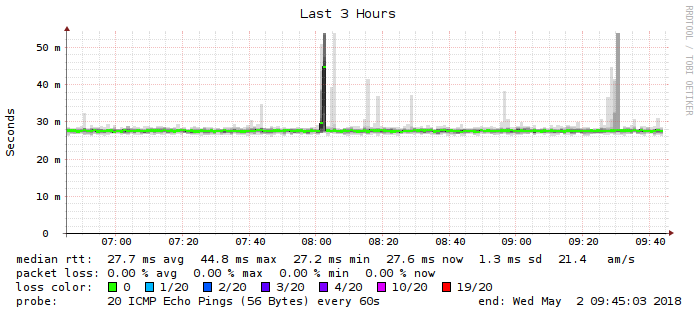 Last 3 Hours
RRDTOOL / TOBI OETIKER
Seconds
50 m
40 m
30 m
20 m
10 m
0
07:00 07:20 07:40 08:00 08:20 08:40 09:00 09:20 09:40
median rtt: 27.7 ms avg 44.8 ms max 27.2 ms min 27.6 ms now 1.3 ms sd 21.4 am/s
packet loss: 0.00 % avg 0.00 % max 0.00 % min 0.00 % now
loss color: 0 1/20 2/20 3/20 4/20 10/20 19/20
probe: 20 ICMP Echo Pings (56 Bytes) every 60s end: Wed May 2 09:45:03 2018